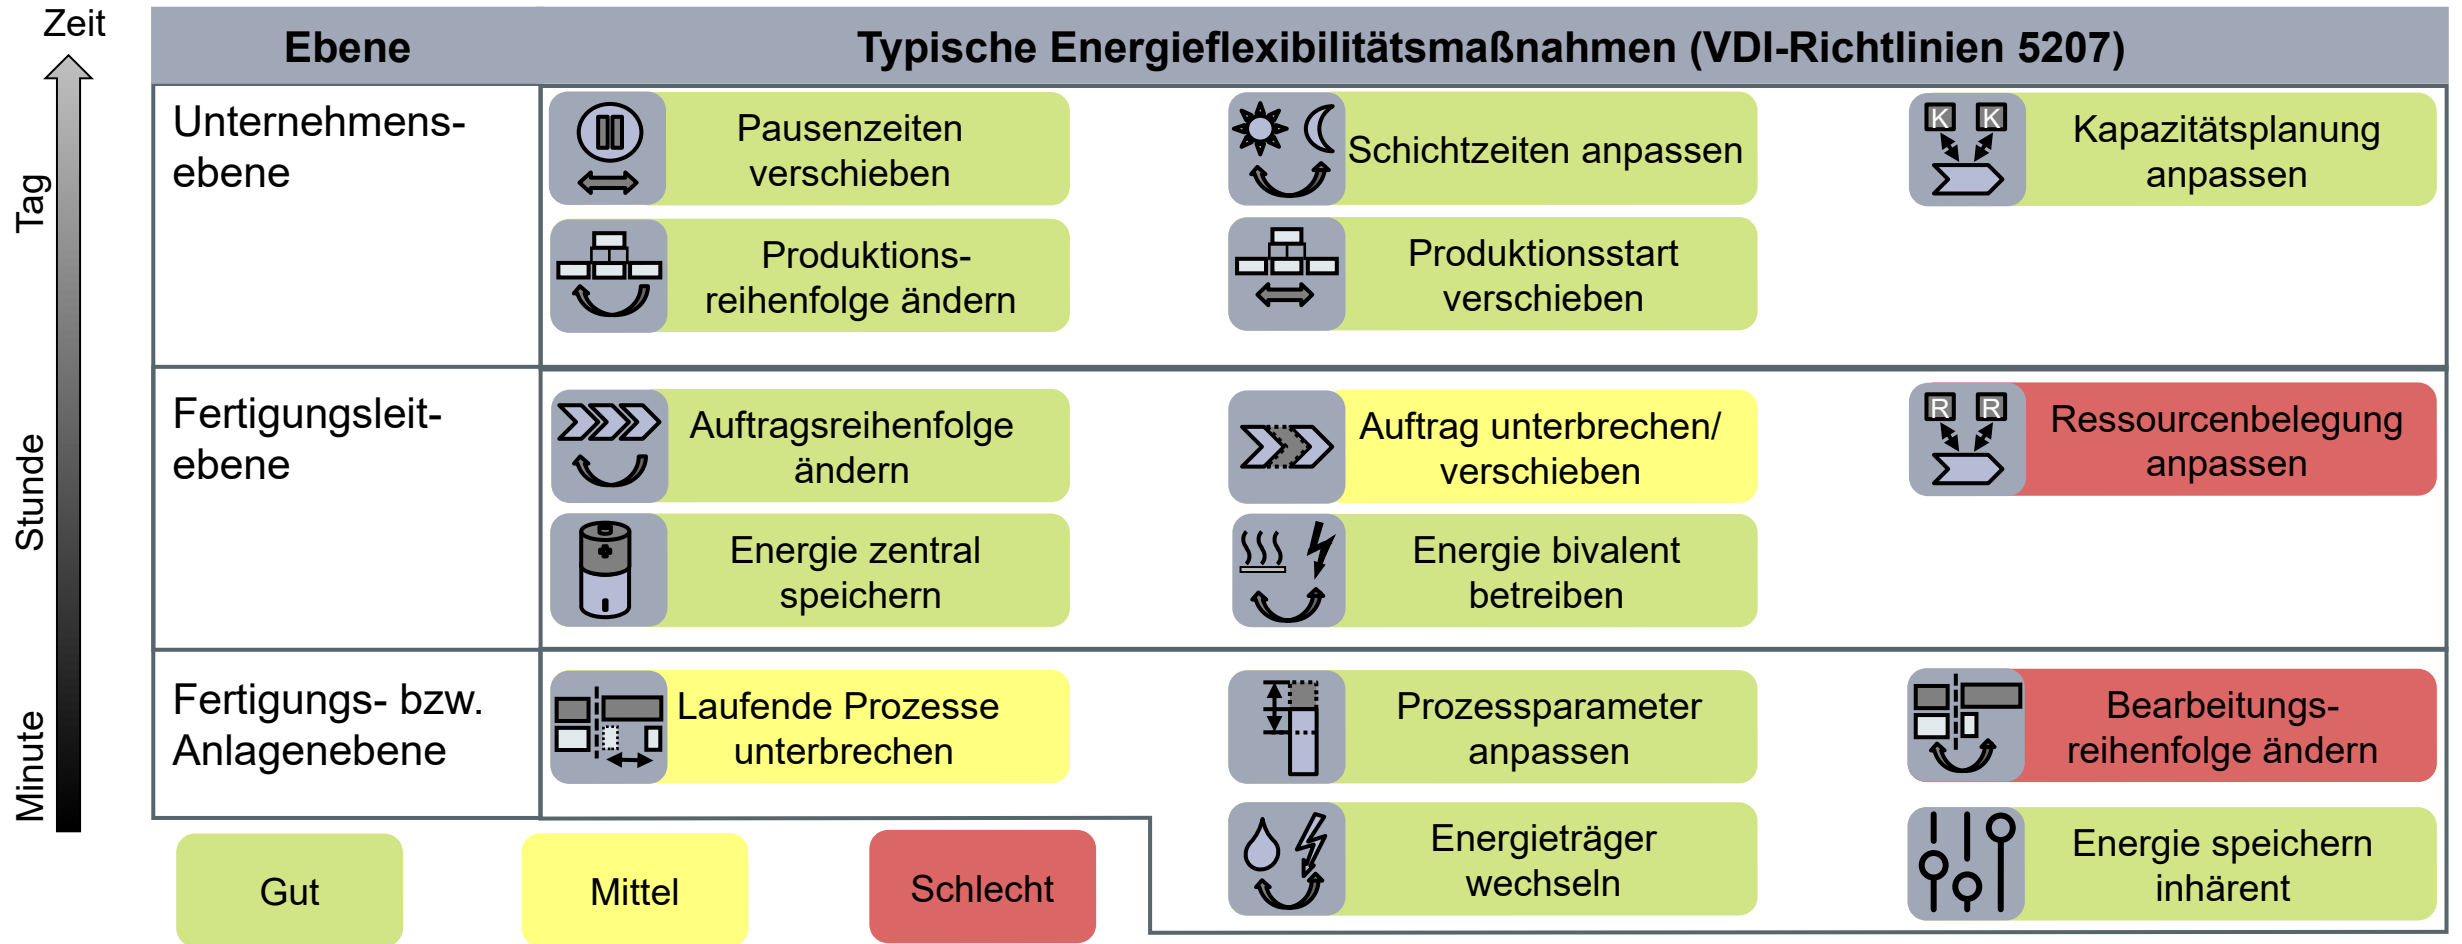 Zeit
Ebene
Typische Energieflexibilitätsmaßnahmen (VDI-Richtlinien 5207)
Tag
Unternehmens-
ebene
Pausenzeiten
verschieben
Schichtzeiten anpassen
K K
Kapazitätsplanung
anpassen
Produktions-
reihenfolge ändern
Produktionsstart
verschieben
Stunde
Fertigungsleit-
ebene
Auftragsreihenfolge
ändern
Auftrag unterbrechen/
verschieben
R R
Ressourcenbelegung
anpassen
Energie zentral
speichern
Energie bivalent
betreiben
Minute
Fertigungs- bzw.
Anlagenebene
Laufende Prozesse
unterbrechen
Prozessparameter
anpassen
Bearbeitungs-
reihenfolge ändern
Energieträger
wechseln
Energie speichern
inhärent
Gut
Mittel
Schlecht